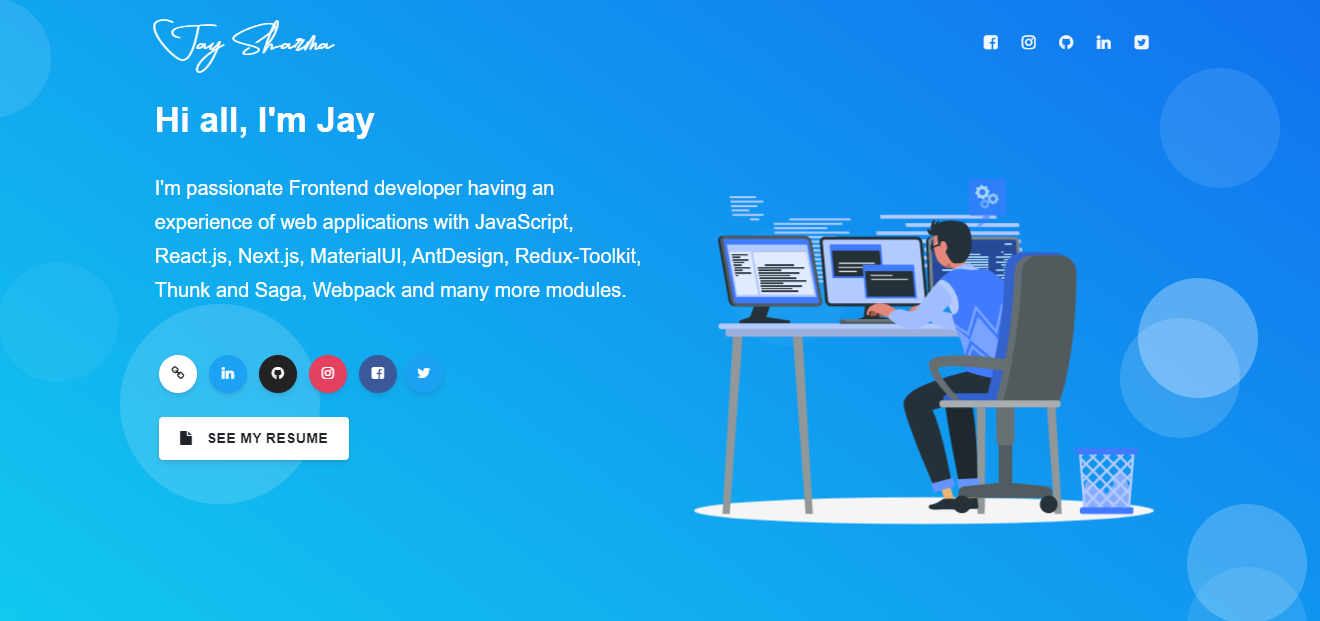 Jay Sharma
Hi all, I'm Jay
I'm passionate Frontend developer having an
experience of web applications with JavaScript,
React.js, Next.js, MaterialUI, AntDesign, Redux-Toolkit,
Thunk and Saga, Webpack and many more modules.
SEE MY RESUME